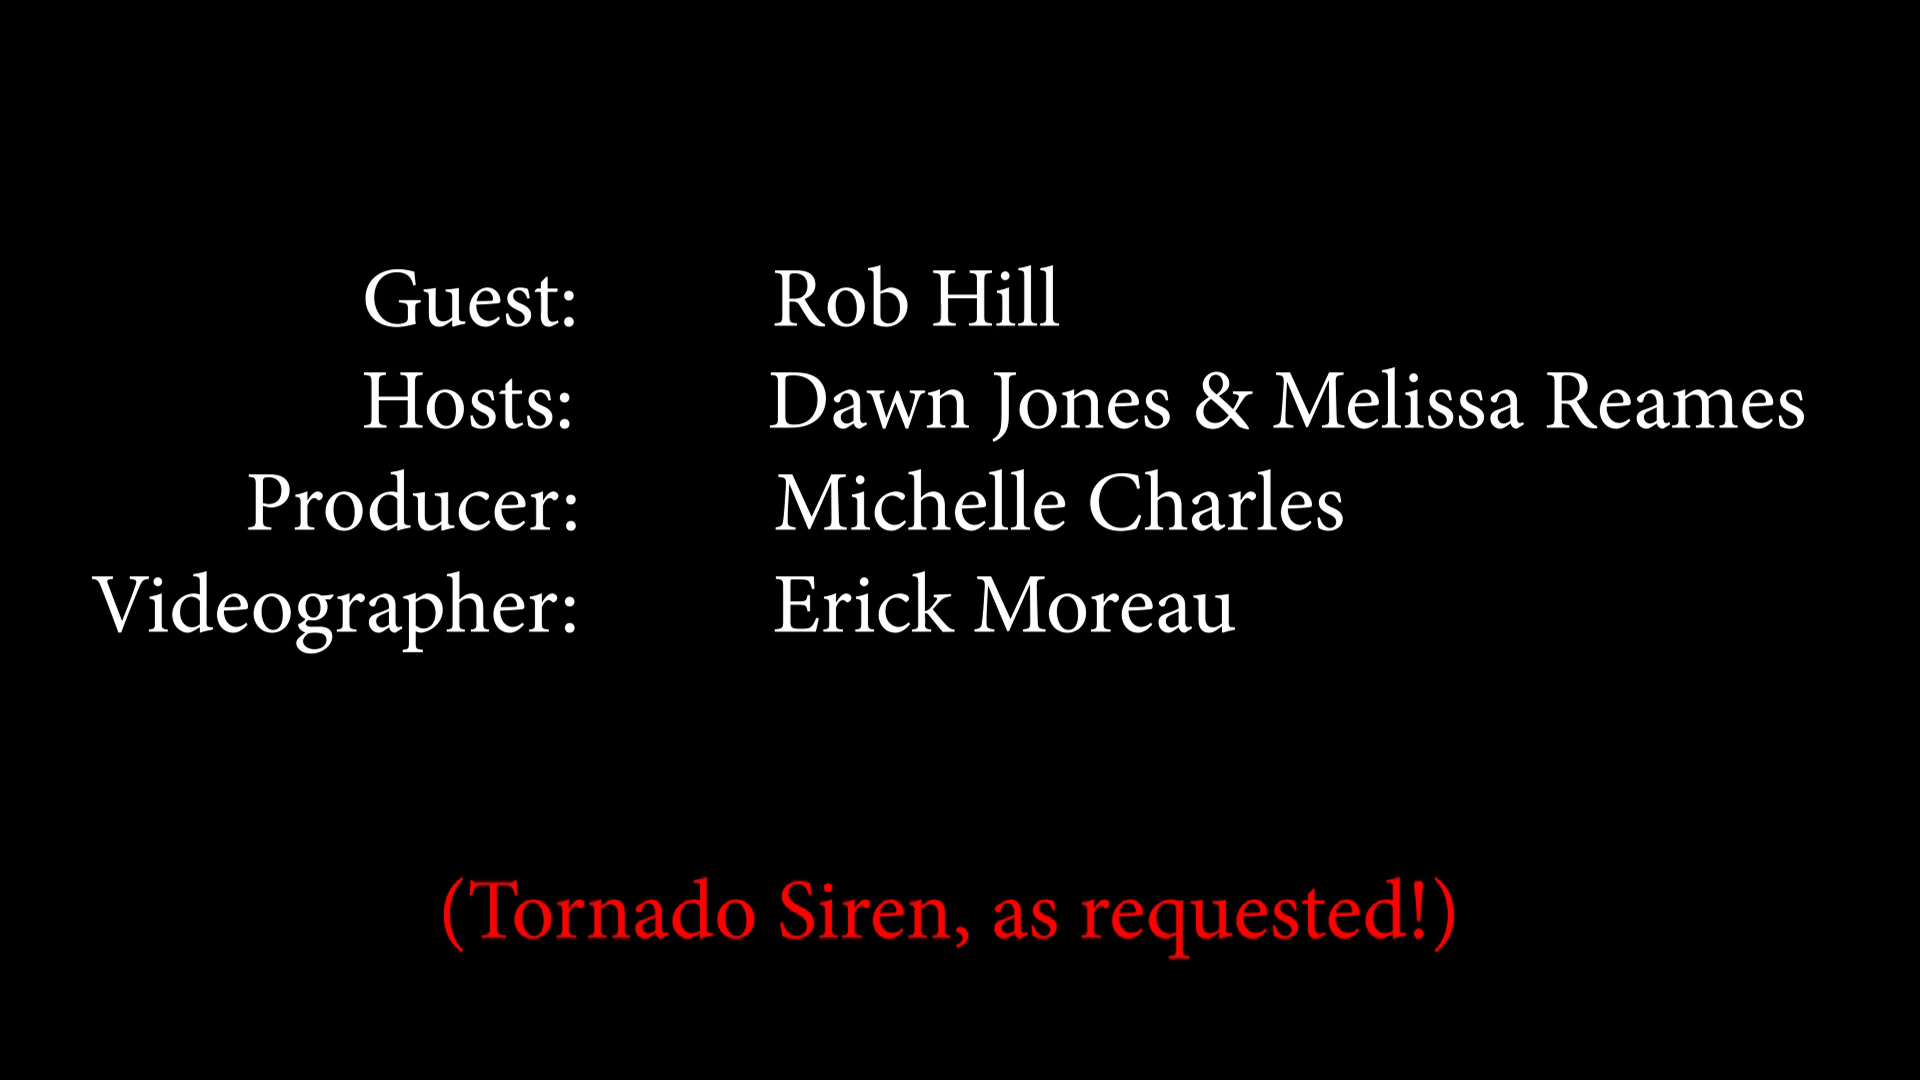 Guest: Rob Hill
Hosts: Dawn Jones & Melissa Reames
Producer: Michelle Charles
Videographer: Erick Moreau
(Tornado Siren, as requested!)